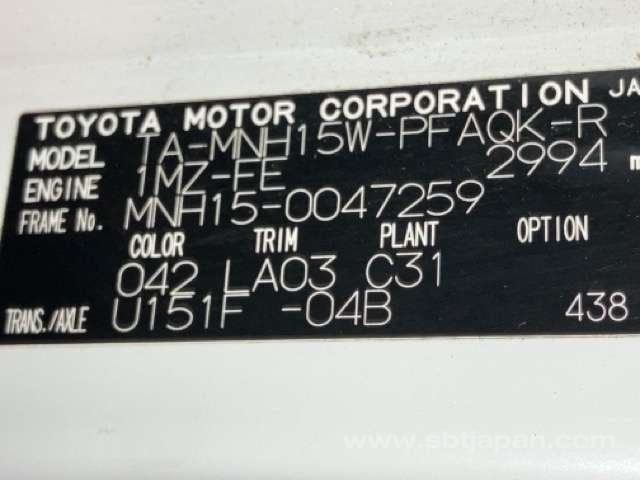 TOYOTA MOTOR CORPORATION JA
MODEL TA-MNH15W-PFAQK-R
ENGINE 1MZ-FE 2994 m
FRAME No. MNH15-0047259
COLOR TRIM PLANT OPTION
042 LA03 C31
TRANS./AXLE U151F -04B 438
www.sbtjapan.com